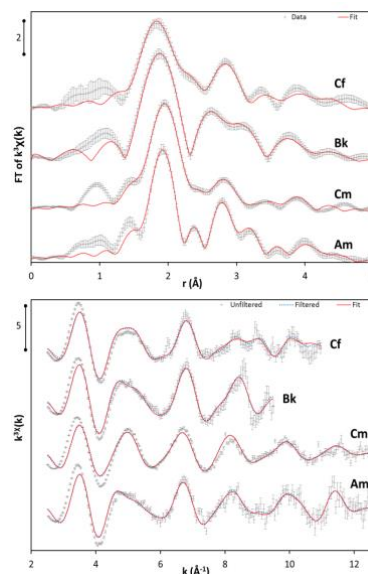 Data Fit
2
FT of k³χ(k)
Cf
Bk
Cm
Am
0 1 2 3 4
r (Å)
Unfiltered Filtered Fit
5
k³χ(k)
Cf
Bk
Cm
Am
2 4 6 8 10 12
k (Å⁻¹)